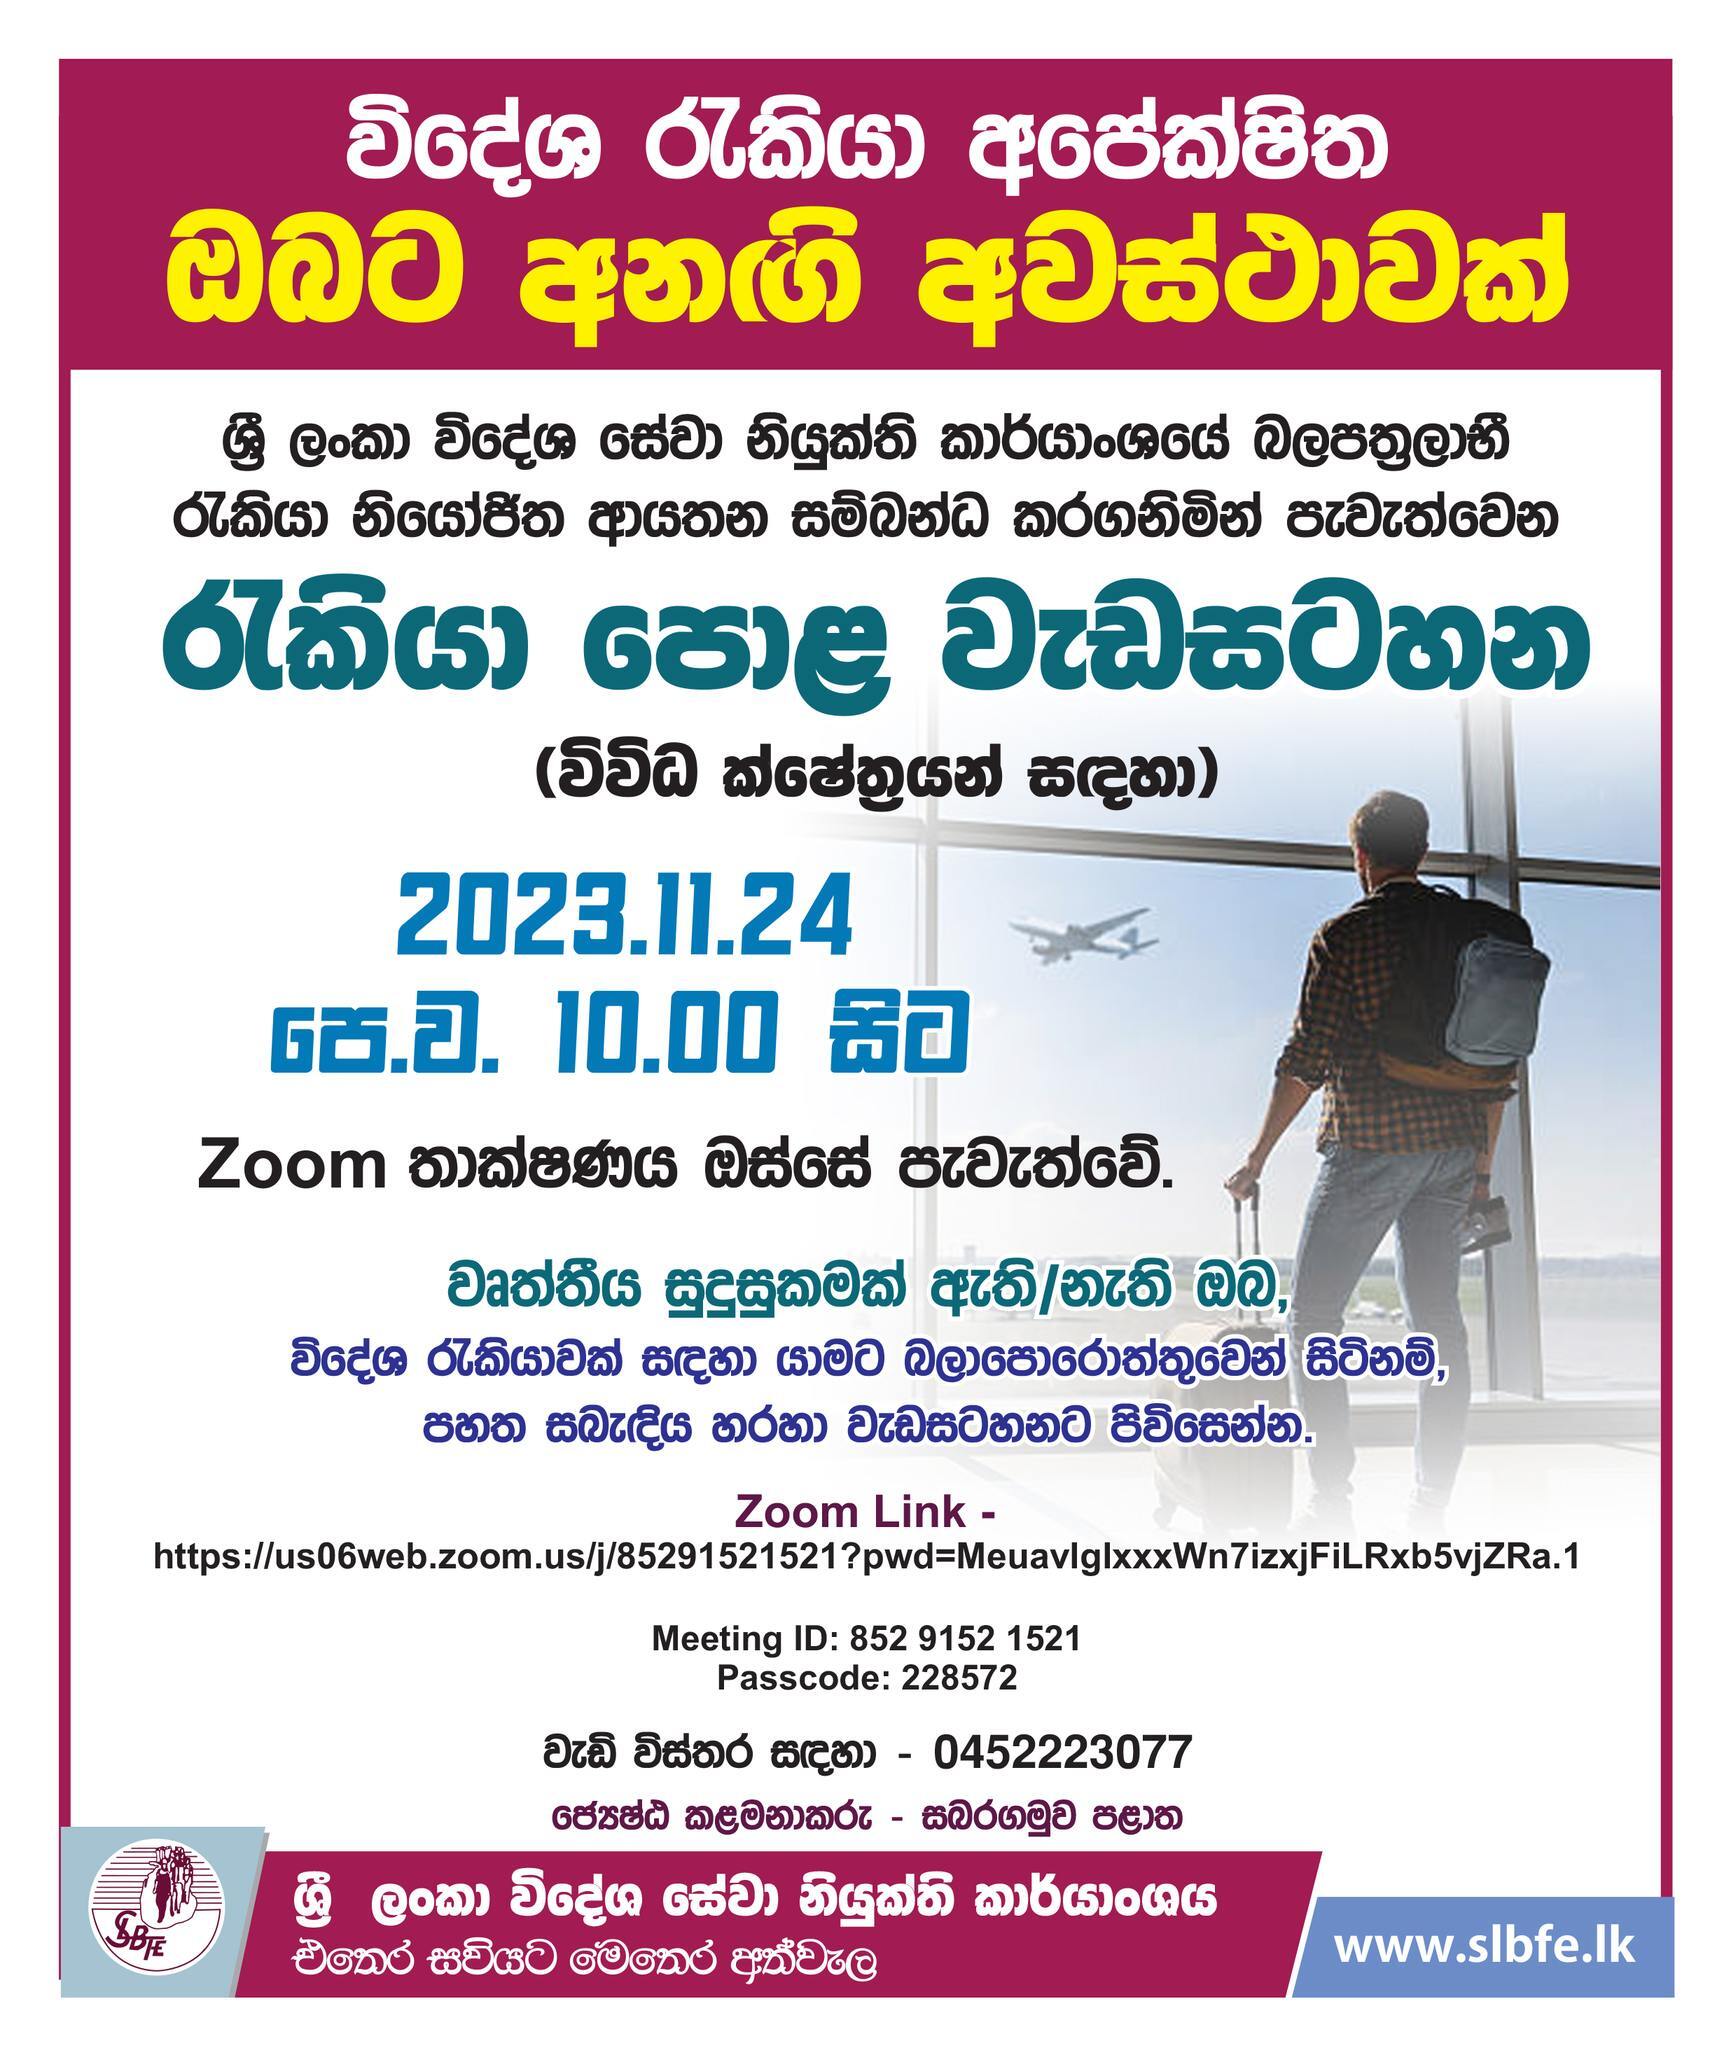 විදේශ රැකියා අපේක්ෂිත
ඔබට අනඟි අවස්ථාවක්
ශ්‍රී ලංකා විදේශ සේවා නියුක්ති කාර්යාංශයේ බලපත්‍රලාභී
රැකියා නියෝජිත ආයතන සම්බන්ධ කරගනිමින් පැවැත්වෙන
රැකියා පොළ වැඩසටහන
(විවිධ ක්ෂේත්‍රයන් සඳහා)
2023.11.24
පෙ.ව. 10.00 සිට
Zoom තාක්ෂණය ඔස්සේ පැවැත්වේ.
වෘත්තීය සුදුසුකමක් ඇති/නැති ඔබ,
විදේශ රැකියාවක් සඳහා යාමට බලාපොරොත්තුවෙන් සිටිනම්,
පහත සබැඳිය හරහා වැඩසටහනට පිවිසෙන්න.
Zoom Link -
https://us06web.zoom.us/j/85291521521?pwd=MeuavIgIxxxWn7izxjFiLRxb5vjZRa.1
Meeting ID: 852 9152 1521
Passcode: 228572
වැඩි විස්තර සඳහා - 0452223077
ජ්‍යෙෂ්ඨ කළමනාකරු - සබරගමුව පළාත
SLBFE
ශ්‍රී ලංකා විදේශ සේවා නියුක්ති කාර්යාංශය
එතෙර සවියට මෙතෙර අත්වැල
www.slbfe.lk